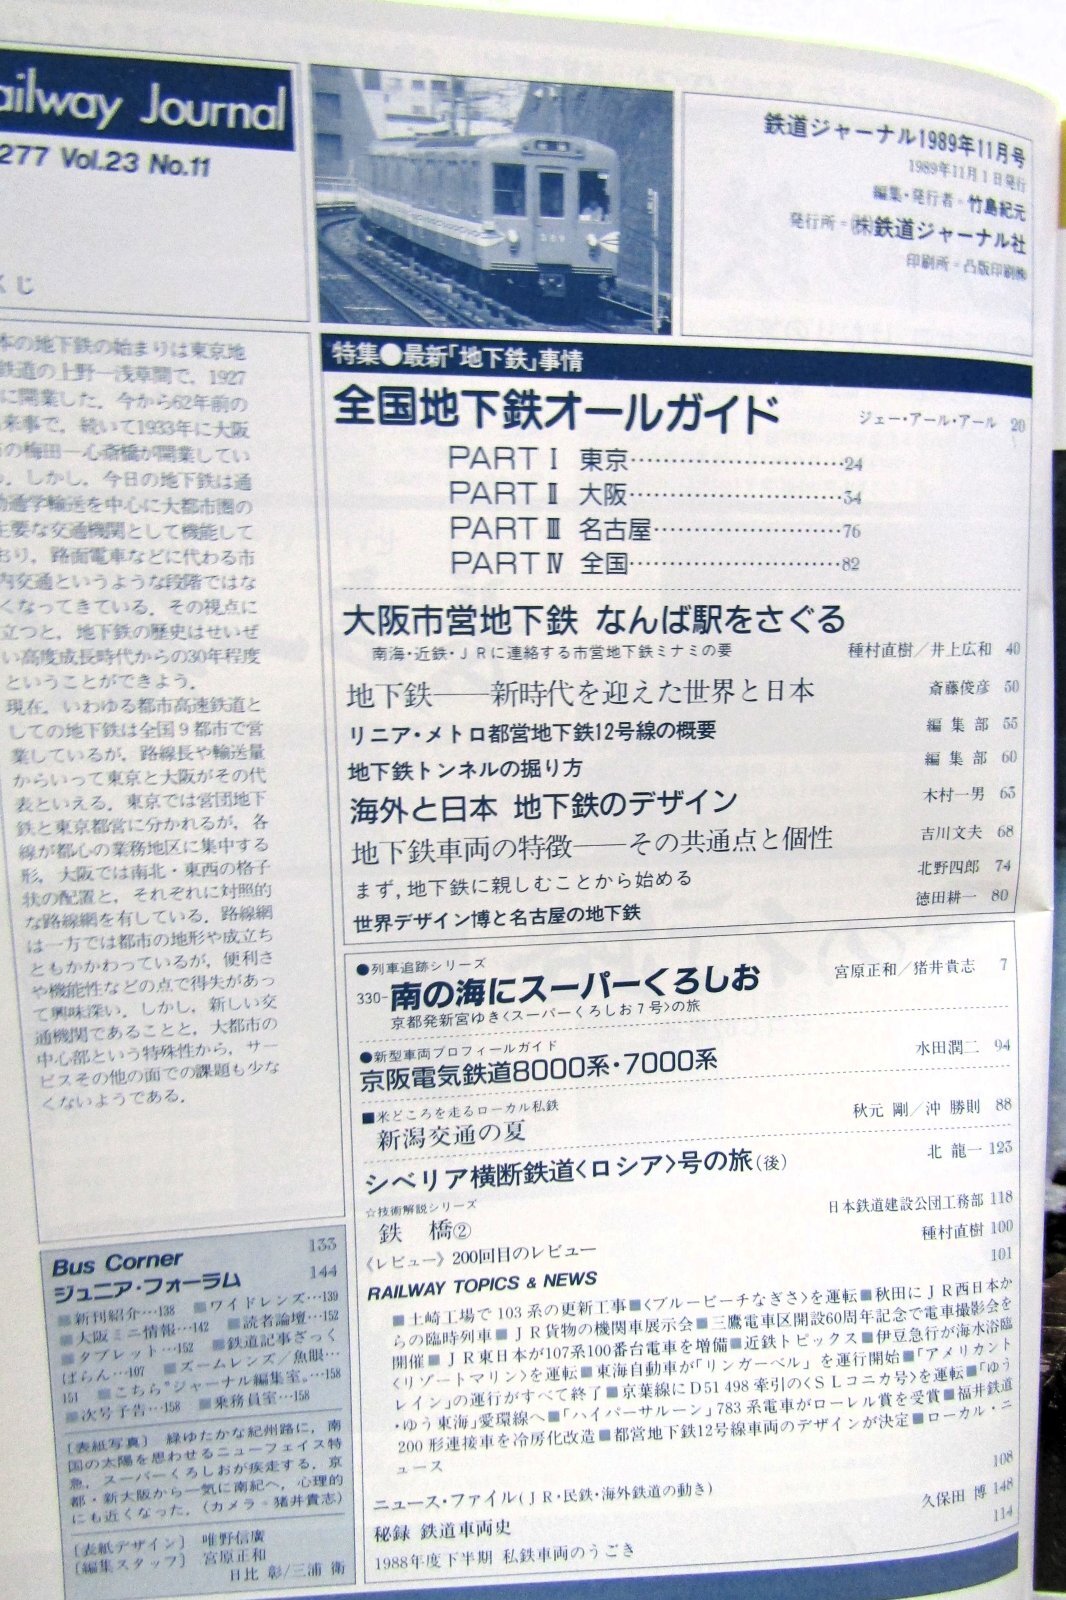 ailway Journal
277 Vol.23 No.11
くじ
鉄道ジャーナル1989年11月号
1989年11月1日発行
編集・発行者=竹島紀元
発行所=㈱鉄道ジャーナル社
印刷所=凸版印刷㈱
本の地下鉄の始まりは東京地
鉄道の上野―浅草間で、1927
に開業した。今から62年前の
来事で、続いて1933年に大阪
の梅田―心斎橋が開業してい
る。しかし、今日の地下鉄は通
勤通学輸送を中心に大都市圏の
主要な交通機関として機能して
おり、路面電車などに代わる市
内交通というような段階ではな
くなってきている。その視点に
立つと、地下鉄の歴史はせいぜ
い高度成長時代からの30年程度
ということができよう。
現在、いわゆる都市高速鉄道と
しての地下鉄は全国9都市で営
業しているが、路線長や輸送量
からいって東京と大阪がその代
表といえる。東京では営団地下
鉄と東京都営に分かれるが、各
線が都心の業務地区に集中する
形、大阪では南北・東西の格子
状の配置と、それぞれに対照的
な路線網を有している。路線網
は一方では都市の地形や成立ち
ともかかわっているが、便利さ
や機能性などの点で得失があっ
て興味深い。しかし、新しい交
通機関であることと、大都市の
中心部という特殊性から、サー
ビスその他の面での課題も少な
くないようである。
特集●最新「地下鉄」事情
全国地下鉄オールガイド ジェー・アール・アール 20
PART Ⅰ 東京……24
PART Ⅱ 大阪……34
PART Ⅲ 名古屋……76
PART Ⅳ 全国……82
大阪市営地下鉄 なんば駅をさぐる
南海・近鉄・JRに連絡する市営地下鉄ミナミの要 種村直樹/井上広和 40
地下鉄――新時代を迎えた世界と日本 斎藤俊彦 50
リニア・メトロ都営地下鉄12号線の概要 編集部 55
地下鉄トンネルの掘り方 編集部 60
海外と日本 地下鉄のデザイン 木村一男 63
地下鉄車両の特徴――その共通点と個性 吉川文夫 68
まず、地下鉄に親しむことから始める 北野四郎 74
世界デザイン博と名古屋の地下鉄 徳田耕一 80
●列車追跡シリーズ
330-南の海にスーパーくろしお 宮原正和/猪井貴志 7
京都発新宮ゆき〈スーパーくろしお7号〉の旅
●新型車両プロフィールガイド
京阪電気鉄道8000系・7000系 水田潤二 94
■米どころを走るローカル私鉄
新潟交通の夏 秋元 剛/沖 勝則 88
シベリア横断鉄道〈ロシア〉号の旅(後) 北 龍一 123
☆技術解説シリーズ
鉄 橋② 日本鉄道建設公団工務部 118
《レビュー》200回目のレビュー 種村直樹 100
RAILWAY TOPICS & NEWS 101
■土崎工場で103系の更新工事■〈ブルービーチなぎさ〉を運転■秋田にJR西日本か
らの臨時列車■JR貨物の機関車展示会■三鷹電車区開設60周年記念で電車撮影会を
開催■JR東日本が107系100番台電車を増備■近鉄トピックス■伊豆急行が海水浴臨
〈リゾートマリン〉を運転■東海自動車が「リンガーベル」を運行開始■「アメリカント
レイン」の運行がすべて終了■京葉線にD51 498牽引の〈SLコニカ号〉を運転■「ゆう
・ゆう東海」愛環線へ■「ハイパーサルーン」783系電車がローレル賞を受賞■福井鉄道
200形連接車を冷房化改造■都営地下鉄12号線車両のデザインが決定■ローカル・ニ
ュース
ニュース・ファイル(JR・民鉄・海外鉄道の動き) 108
秘録 鉄道車両史 久保田 博 148
1988年度下半期 私鉄車両のうごき 114
Bus Corner 133
ジュニア・フォーラム 144
■新刊紹介…138 ■ワイドレンズ…139
■大阪ミニ情報…142 ■読者論壇…152
■タブレット…152 ■鉄道記事ざっく
ばらん…107 ■ズームレンズ/魚眼…
151 ■こちら"ジャーナル編集室。…158
■次号予告…158 ■乗務員室…158
〔表紙写真〕 緑ゆたかな紀州路に、南
国の太陽を思わせるニューフェイス特
急、スーパーくろしおが疾走する。京
都・新大阪から一気に南紀へ、心理的
にも近くなった。(カメラ=猪井貴志)
〔表紙デザイン〕 唯野信廣
〔編集スタッフ〕 宮原正和
日比 彰/三浦 衛